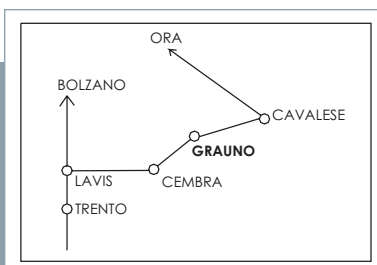 ORA
BOLZANO
CAVALESE
GRAUNO
LAVIS
CEMBRA
TRENTO